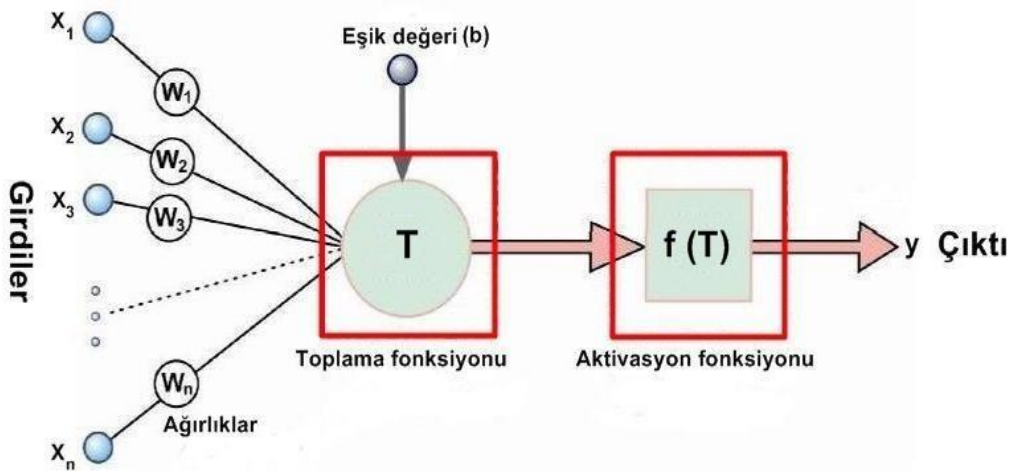 X1
Eşik değeri (b)
W1
X2
W2
X3
W3
Girdiler
T
f (T)
y Çıktı
Toplama fonksiyonu
Aktivasyon fonksiyonu
Wn
Ağırlıklar
Xn